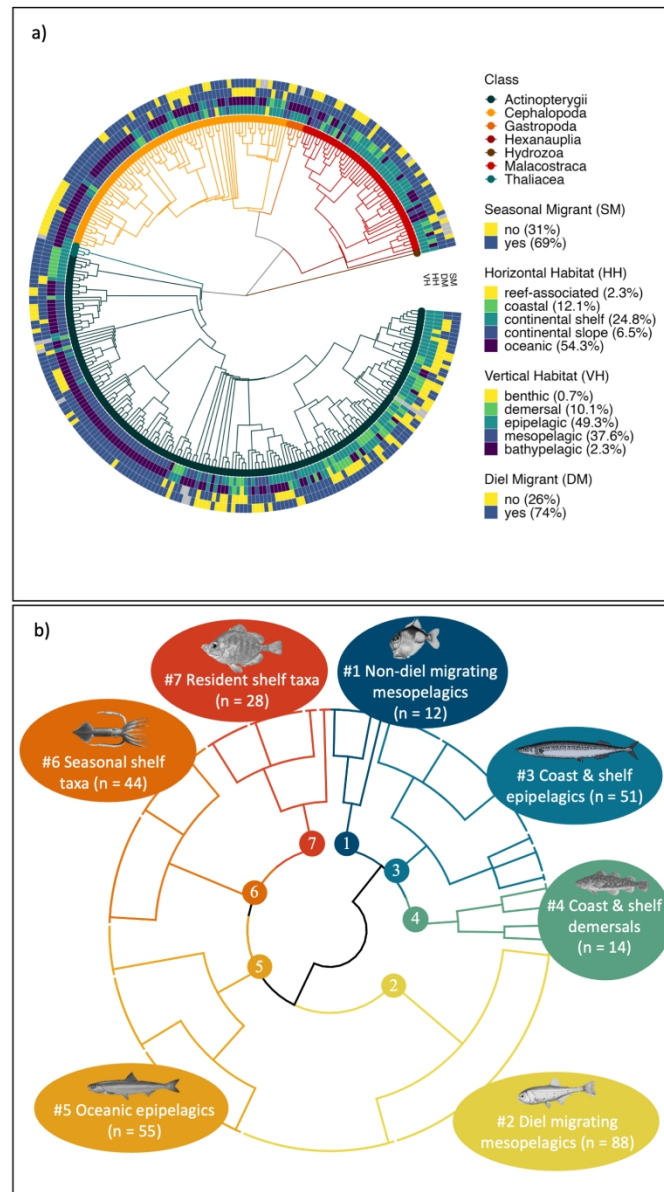 a)
Class
Actinopterygii
Cephalopoda
Gastropoda
Hexanauplia
Hydrozoa
Malacostraca
Thaliacea
Seasonal Migrant (SM)
no (31%)
yes (69%)
Horizontal Habitat (HH)
reef-associated (2.3%)
coastal (12.1%)
continental shelf (24.8%)
continental slope (6.5%)
oceanic (54.3%)
Vertical Habitat (VH)
benthic (0.7%)
demersal (10.1%)
epipelagic (49.3%)
mesopelagic (37.6%)
bathypelagic (2.3%)
Diel Migrant (DM)
no (26%)
yes (74%)
SM
DM
HH
VH
b)
#7 Resident shelf taxa
(n = 28)
#1 Non-diel migrating
mesopelagics
(n = 12)
#6 Seasonal shelf
taxa (n = 44)
#3 Coast & shelf
epipelagics (n = 51)
#4 Coast & shelf
demersals
(n = 14)
7
1
3
6
4
5
2
#5 Oceanic epipelagics
(n = 55)
#2 Diel migrating
mesopelagics (n = 88)